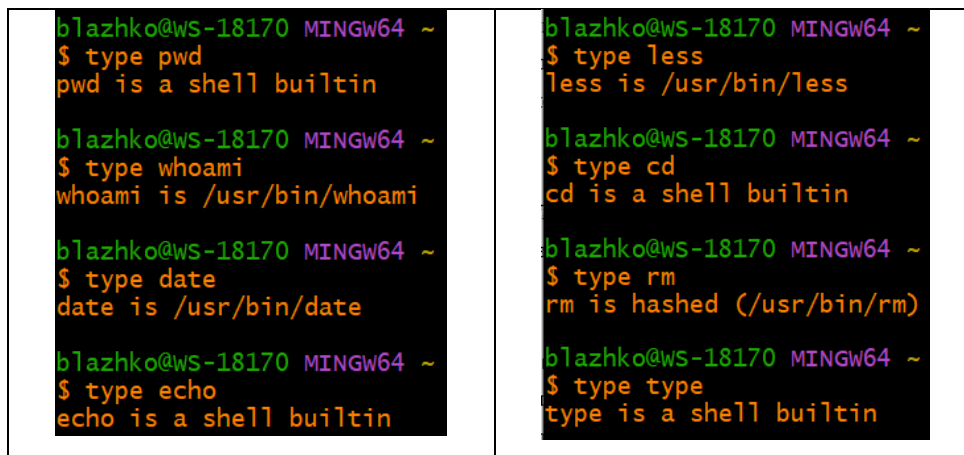 blazhko@WS-18170 MINGW64 ~
$ type pwd
pwd is a shell builtin
blazhko@WS-18170 MINGW64 ~
$ type whoami
whoami is /usr/bin/whoami
blazhko@WS-18170 MINGW64 ~
$ type date
date is /usr/bin/date
blazhko@WS-18170 MINGW64 ~
$ type echo
echo is a shell builtin
blazhko@WS-18170 MINGW64 ~
$ type less
less is /usr/bin/less
blazhko@WS-18170 MINGW64 ~
$ type cd
cd is a shell builtin
blazhko@WS-18170 MINGW64 ~
$ type rm
rm is hashed (/usr/bin/rm)
blazhko@WS-18170 MINGW64 ~
$ type type
type is a shell builtin